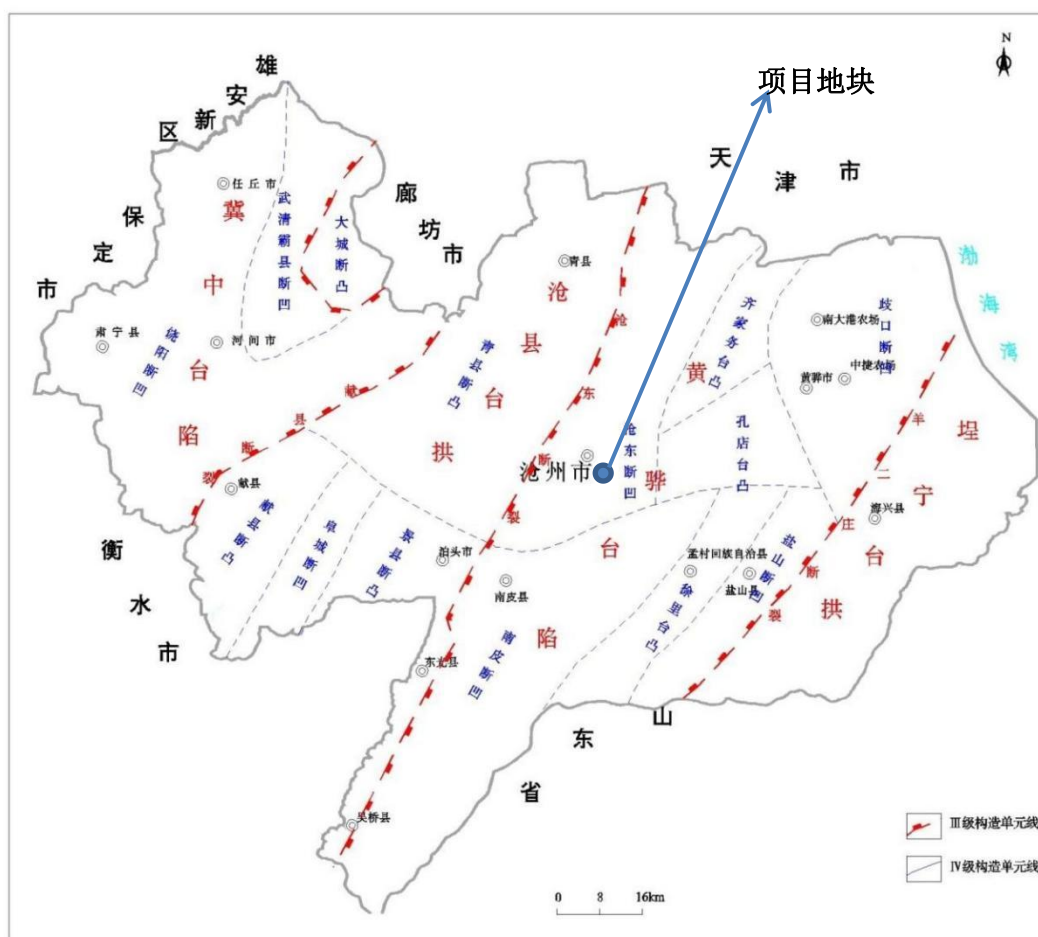 N
项目地块
雄
安
新
区
保
定
市
廊
坊
市
天
津
市
渤
海
湾
衡
水
市
山
东
省
任丘市
冀
中
台
陷
武清霸县断凹
大城断凸
肃宁县
河间市
饶阳断凹
青县
沧
县
台
拱
青县断凸
沧
东
断
裂
献
县
断
裂
献县
献县断凸
阜城断凹
泊头市
沧州市
沧东断凹
黄
骅
台
陷
齐家务台凸
孔店台凸
南大港农场
歧口断凹
中捷农场
黄骅市
羊
二
庄
断
裂
埕
宁
台
拱
海兴县
孟村回族自治县
盐山县
盐山断凹
徐里台凸
南皮县
南皮断凹
东光县
吴桥县
Ⅲ级构造单元线
Ⅳ级构造单元线
0 8 16km